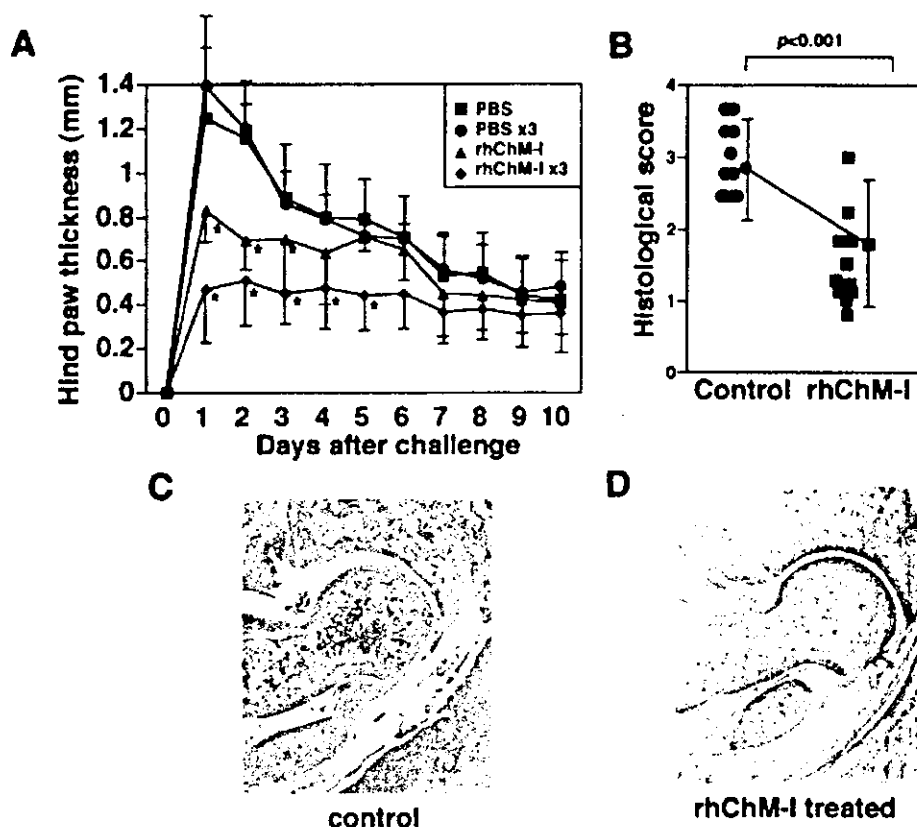 A
Hind paw thickness (mm)
1.4
1.2
1
0.8
0.6
0.4
0.2
0
PBS
PBS x3
rhChM-I
rhChM-I x3
* * *
* * * * *
0 1 2 3 4 5 6 7 8 9 10
Days after challenge
B
p<0.001
Histological score
4
3
2
1
0
Control rhChM-I
C
control
D
rhChM-I treated